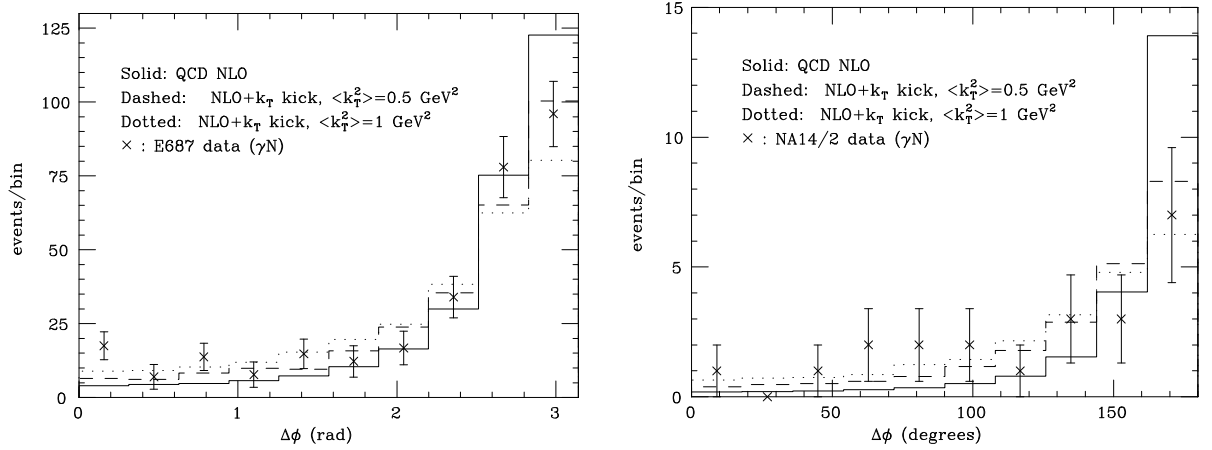 125
100
75
50
25
0
events/bin
Solid: QCD NLO
Dashed: NLO+k_T kick, <k_T^2>=0.5 GeV^2
Dotted: NLO+k_T kick, <k_T^2>=1 GeV^2
× : E687 data (γN)
0 1 2 3
Δϕ (rad)
15
10
5
0
events/bin
Solid: QCD NLO
Dashed: NLO+k_T kick, <k_T^2>=0.5 GeV^2
Dotted: NLO+k_T kick, <k_T^2>=1 GeV^2
× : NA14/2 data (γN)
0 50 100 150
Δϕ (degrees)